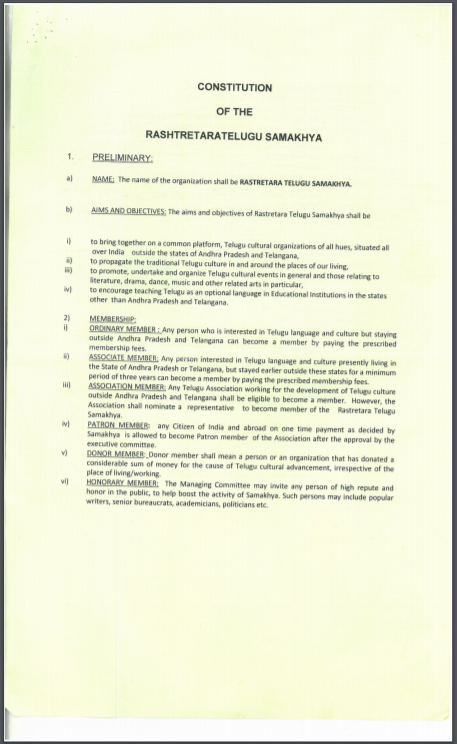 CONSTITUTION
OF THE
RASHTRETARATELUGU SAMAKHYA
1. PRELIMINARY:
a) NAME: The name of the organization shall be RASTRETARA TELUGU SAMAKHYA.
b) AIMS AND OBJECTIVES: The aims and objectives of Rastretara Telugu Samakhya shall be
i) to bring together on a common platform, Telugu cultural organizations of all hues, situated all
over India outside the states of Andhra Pradesh and Telangana,
ii) to propagate the traditional Telugu culture in end around the places of our living,
iii) to promote, undertake and organize Telugu cultural events in general and those relating to
literature, drama, dance, music and other related arts in particular,
iv) to encourage teaching Telugu as an optional language in Educational Institutions in the states
other than Andhra Pradesh and Telangana.
2) MEMBERSHIP:
i) ORDINARY MEMBER : Any person who is interested in Telugu language and culture but staying
outside Andhra Pradesh and Telangana can become a member by paying the prescribed
membership fees.
ii) ASSOCIATE MEMBER: Any person interested in Telugu language and culture presently living in
the State of Andhra Pradesh or Telangana, but stayed earlier outside these states for a minimum
period of three years can become a member by paying the prescribed membership fees.
iii) ASSOCIATION MEMBER: Any Telugu Association working for the development of Telugu culture
outside Andhra Pradesh and Telangana shall be eligible to become a member. However, the
Association shall nominate a representative to become member of the Rastretara Telugu
Samakhya.
iv) PATRON MEMBER: any Citizen of India and abroad on one time payment as decided by
Samakhya is allowed to become Patron member of the Association after the approval by the
executive committee.
v) DONOR MEMBER: Donor member shall mean a person or an organization that has donated a
considerable sum of money for the cause of Telugu cultural advancement, irrespective of the
place of living/working.
vi) HONORARY MEMBER: The Managing Committee may invite any person of high repute and
honor in the public, to help boost the activity of Samakhya. Such persons may include popular
writers, senior bureaucrats, academicians, politicians etc.